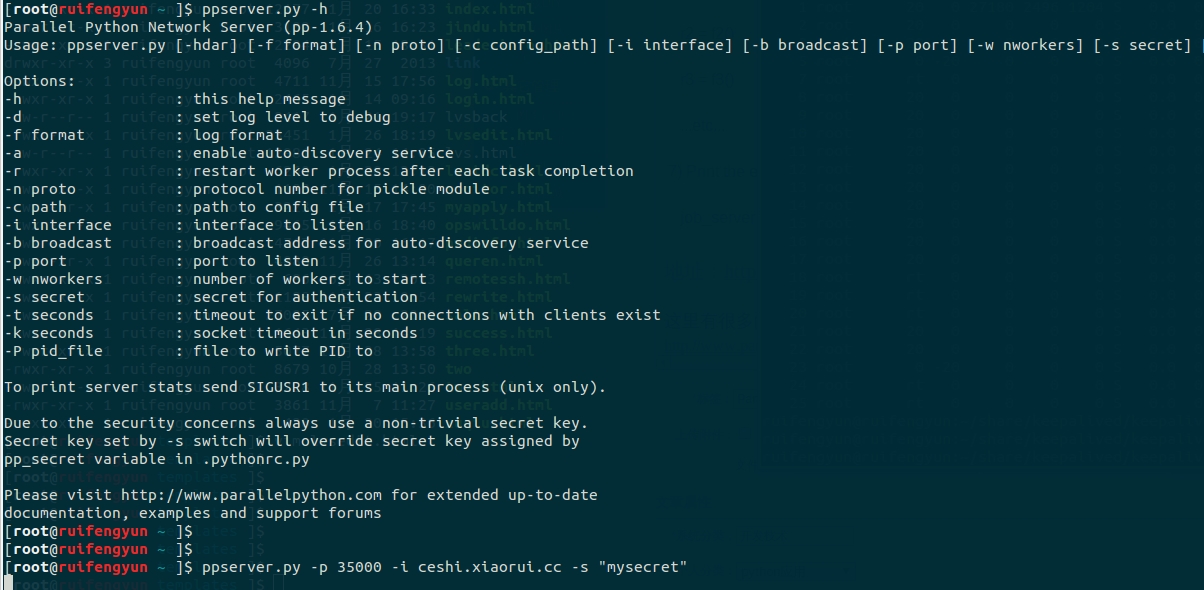 [root@ruifengyun ~ ]$ ppserver.py -h
Parallel Python Network Server (pp-1.6.4)
Usage: ppserver.py [-hdar] [-f format] [-n proto] [-c config_path] [-i interface] [-b broadcast] [-p port] [-w nworkers] [-s secret]
Options:
-h : this help message
-d : set log level to debug
-f format : log format
-a : enable auto-discovery service
-r : restart worker process after each task completion
-n proto : protocol number for pickle module
-c path : path to config file
-i interface : interface to listen
-b broadcast : broadcast address for auto-discovery service
-p port : port to listen
-w nworkers : number of workers to start
-s secret : secret for authentication
-t seconds : timeout to exit if no connections with clients exist
-k seconds : socket timeout in seconds
-P pid_file : file to write PID to
To print server stats send SIGUSR1 to its main process (unix only).
Due to the security concerns always use a non-trivial secret key.
Secret key set by -s switch will override secret key assigned by
pp_secret variable in .pythonrc.py
Please visit http://www.parallelpython.com for extended up-to-date
documentation, examples and support forums
[root@ruifengyun ~ ]$
[root@ruifengyun ~ ]$
[root@ruifengyun ~ ]$ ppserver.py -p 35000 -i ceshi.xiaorui.cc -s "mysecret"